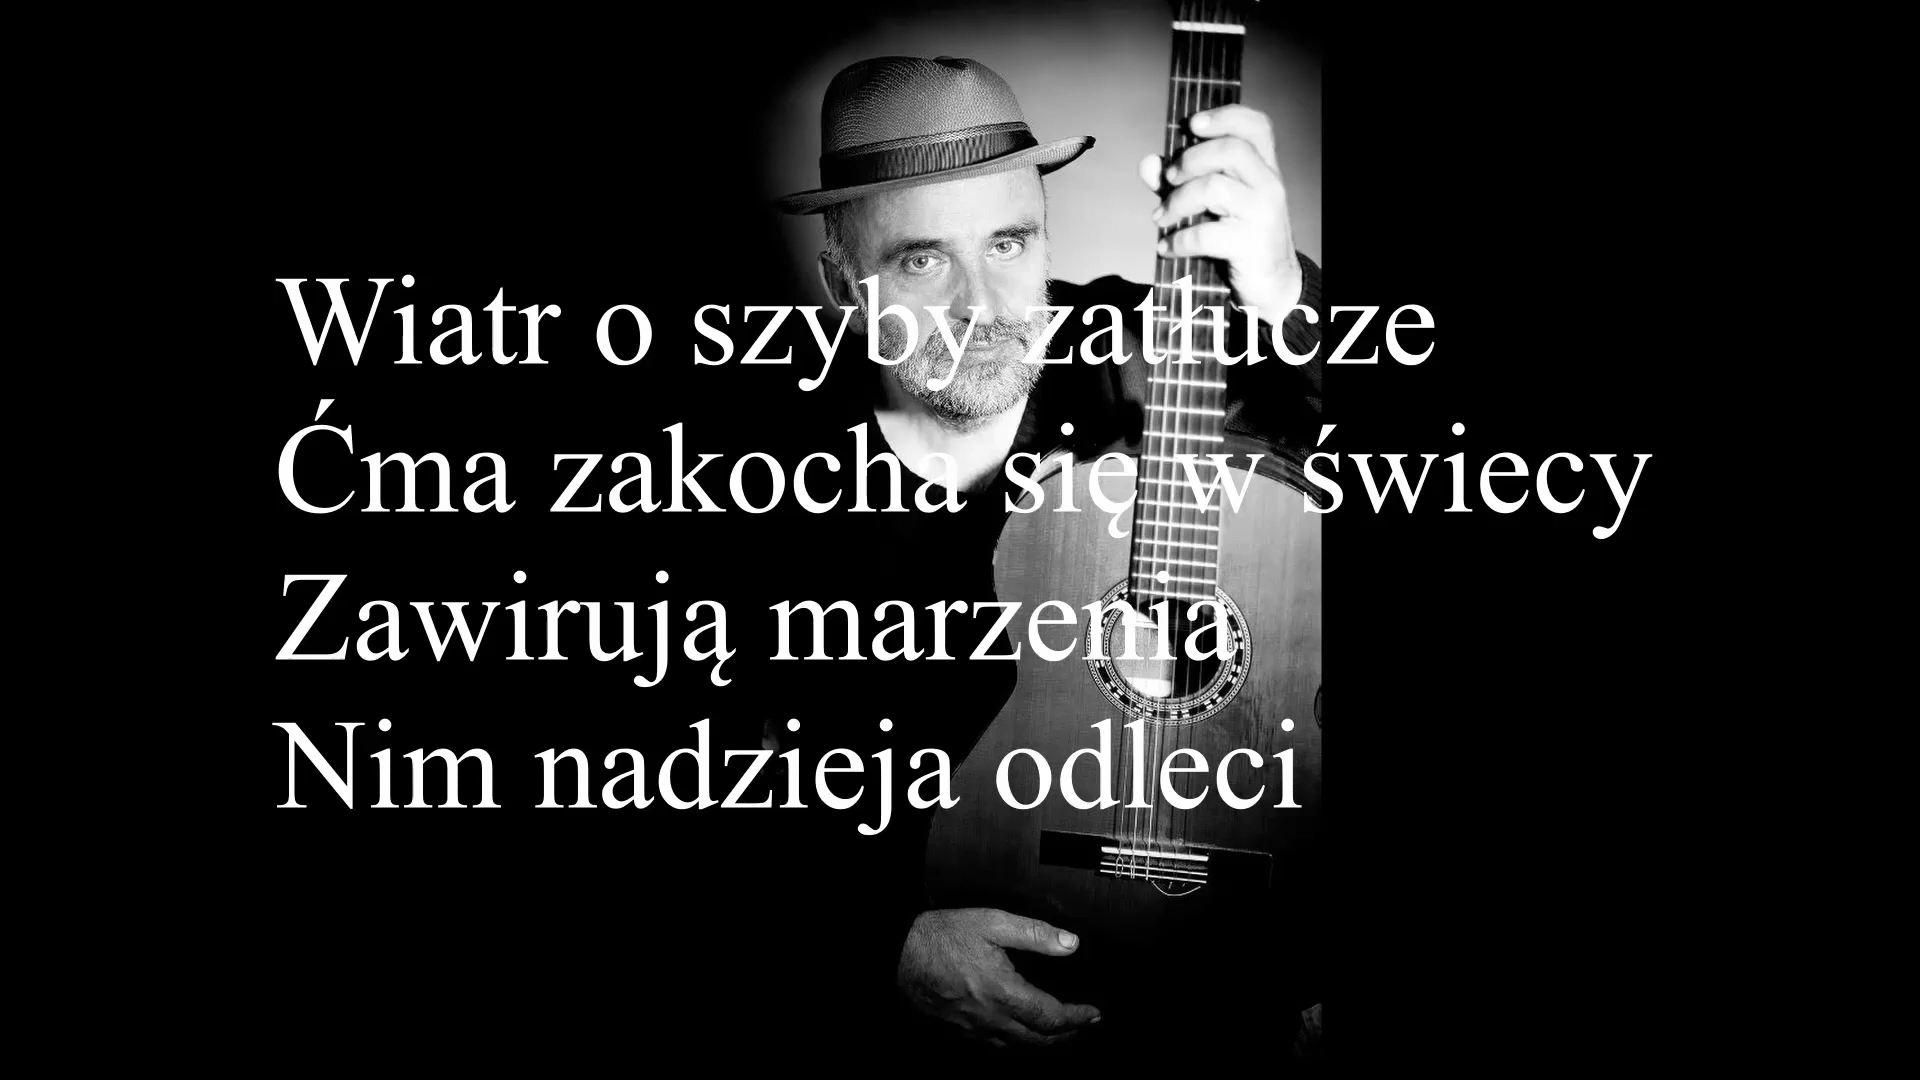 Wiatr o szyby zatłucze
Ćma zakocha się w świecy
Zawirują marzenia
Nim nadzieja odleci